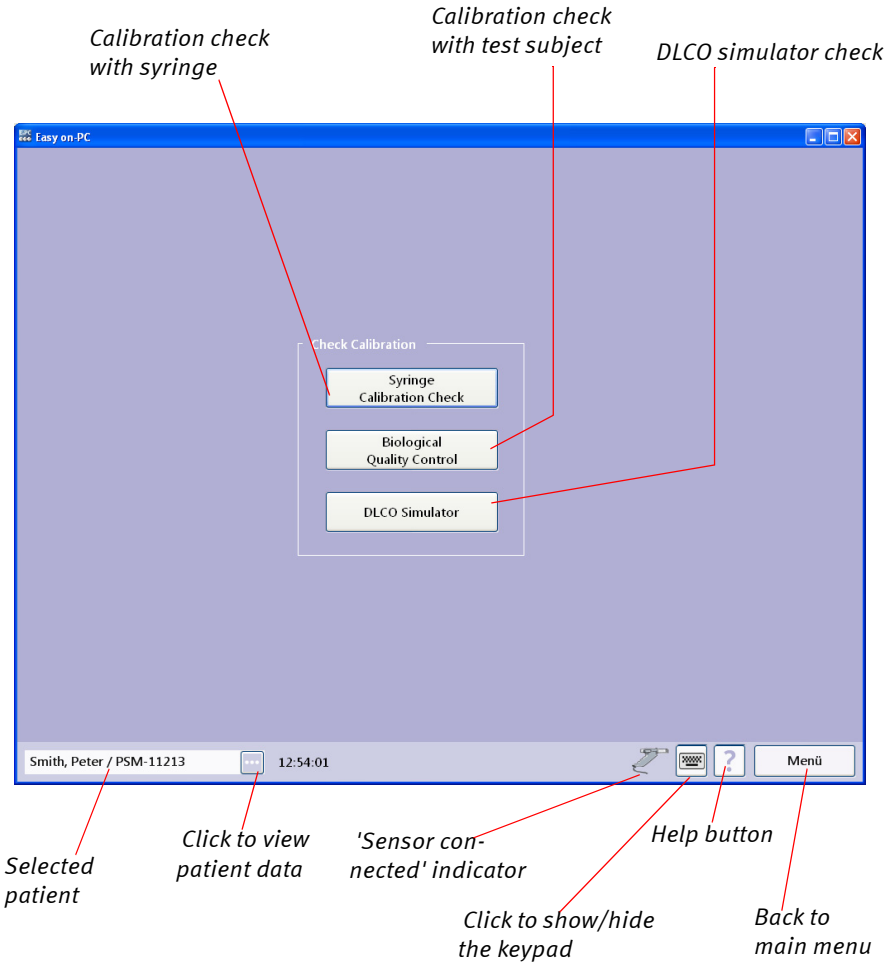 Calibration check
with syringe
Calibration check
with test subject
DLCO simulator check
Easy on-PC
Check Calibration
Syringe
Calibration Check
Biological
Quality Control
DLCO Simulator
Smith, Peter / PSM-11213
...
12:54:01
?
Menü
Selected
patient
Click to view
patient data
'Sensor con-
nected' indicator
Click to show/hide
the keypad
Help button
Back to
main menu